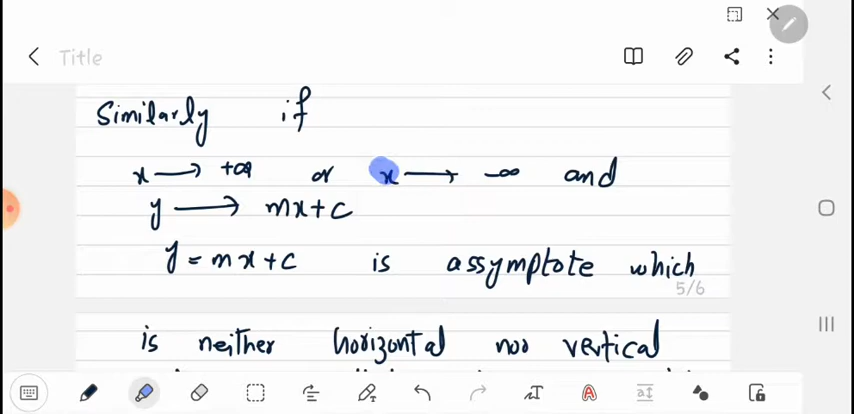 Title
Similarly if
x → +∞ or x → -∞ and
y → mx+c
y = mx+c is assymptote which
5/6
is neither horizontal nor vertical